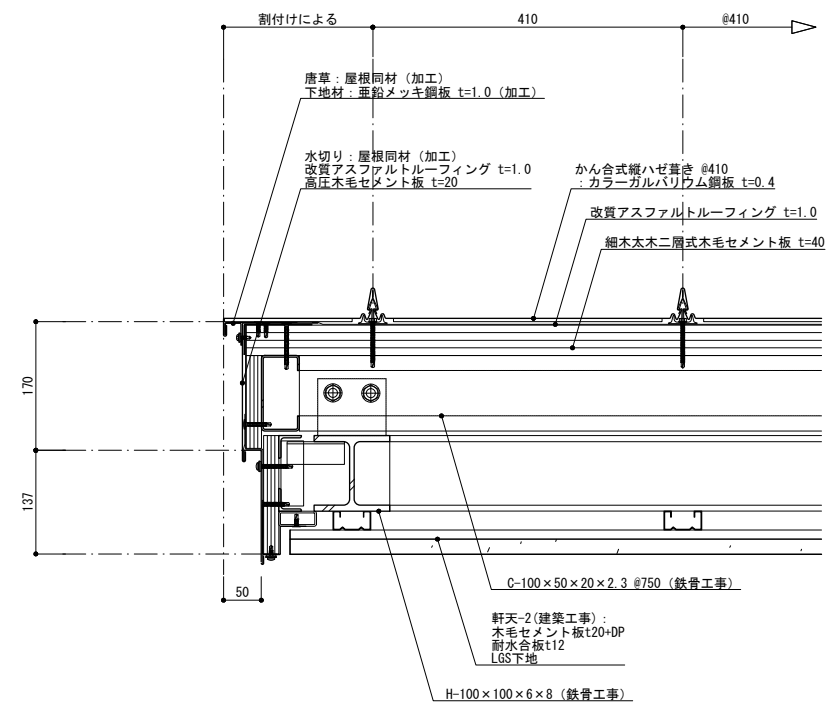 割付けによる
410
@410
唐草：屋根同材（加工）
下地材：亜鉛メッキ鋼板 t=1.0（加工）
水切り：屋根同材（加工）
改質アスファルトルーフィング t=1.0
高圧木毛セメント板 t=20
かん合式縦ハゼ葺き @410
：カラーガルバリウム鋼板 t=0.4
改質アスファルトルーフィング t=1.0
細木太木二層式木毛セメント板 t=40
170
137
50
C-100×50×20×2.3 @750（鉄骨工事）
軒天-2(建築工事）：
木毛セメント板t20+DP
耐水合板t12
LGS下地
H-100×100×6×8（鉄骨工事）